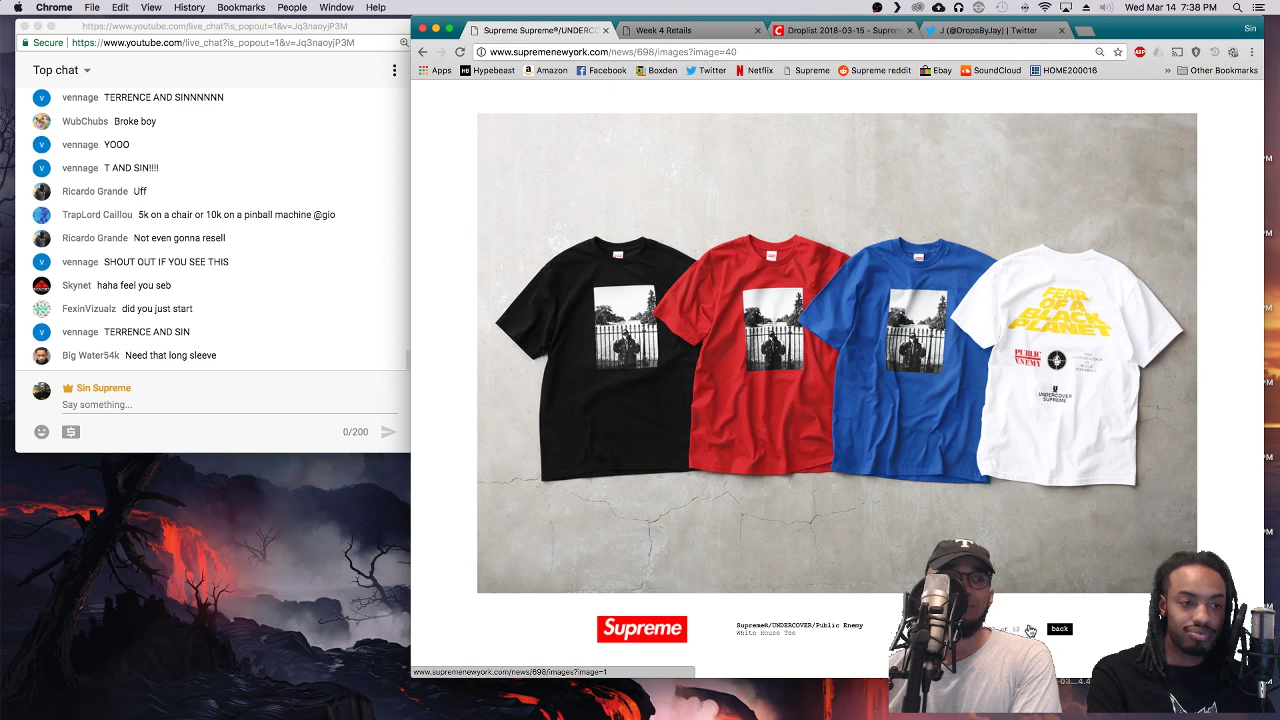 Chrome File Edit View History Bookmarks People Window Help
Wed Mar 14 7:38 PM
https://www.youtube.com/live_chat?is_popout=1&v=Jq3naoyjP3M
Secure https://www.youtube.com/live_chat?is_popout=1&v=Jq3naoyjP3M
Top chat
vennage TERRENCE AND SINNNNN
WubChubs Broke boy
vennage YOOO
vennage T AND SIN!!!!
Ricardo Grande Uff
TrapLord Caillou 5k on a chair or 10k on a pinball machine @gio
Ricardo Grande Not even gonna resell
vennage SHOUT OUT IF YOU SEE THIS
Skynet haha feel you seb
FexinVizualz did you just start
vennage TERRENCE AND SIN
Big Water54k Need that long sleeve
Sin Supreme
Say something...
0/200
Supreme Supreme®/UNDERCO
Week 4 Retails
Droplist 2018-03-15 - Suprem
J (@DropsByJay) | Twitter
Sin
www.supremenewyork.com/news/698/images?image=40
Apps Hypebeast Amazon Facebook Boxden Twitter Netflix Supreme Supreme reddit Ebay SoundCloud HOME200016 >> Other Bookmarks
FEAR
OF A
BLACK
PLANET
PUBLIC
ENEMY
UNDERCOVER
SUPREME
Supreme
Supreme®/UNDERCOVER/Public Enemy
White House Tee
of 52
back
www.supremenewyork.com/news/698/images?image=1